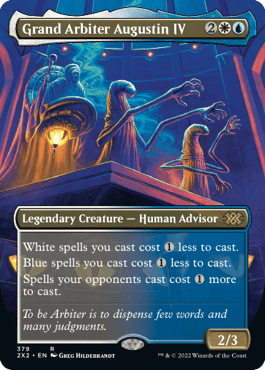 Grand Arbiter Augustin IV 2
Legendary Creature — Human Advisor
White spells you cast cost 1 less to cast.
Blue spells you cast cost 1 less to cast.
Spells your opponents cast cost 1 more
to cast.
To be Arbiter is to dispense few words and
many judgments.
2/3
379 R
2X2 • EN Greg Hildebrandt ™ & © 2022 Wizards of the Coast